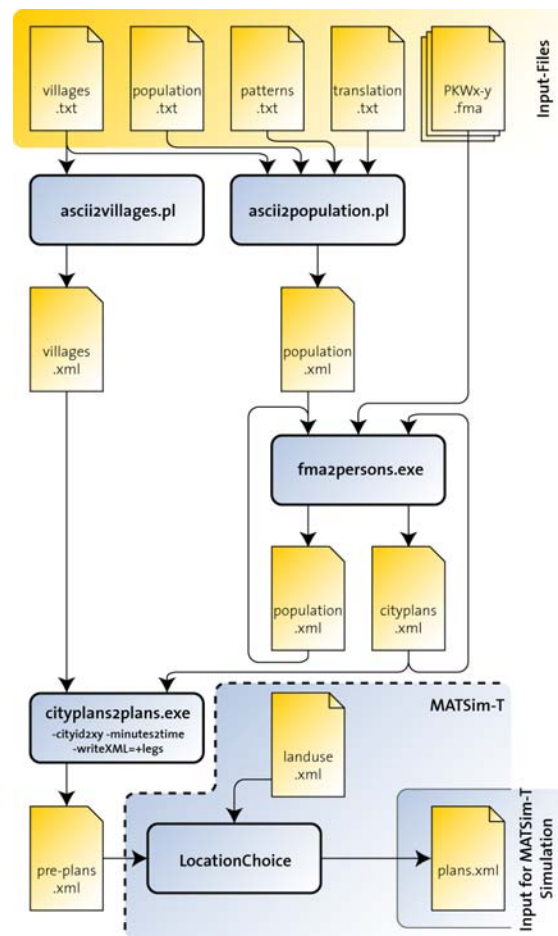 villages
.txt
population
.txt
patterns
.txt
translation
.txt
PKWx-y
.fma
Input-Files
ascii2villages.pl
ascii2population.pl
villages
.xml
population
.xml
fma2persons.exe
population
.xml
cityplans
.xml
cityplans2plans.exe
-cityid2xy -minutes2time
-writeXML=+legs
MATSim-T
landuse
.xml
pre-plans
.xml
LocationChoice
plans.xml
Input for MATSim-T
Simulation